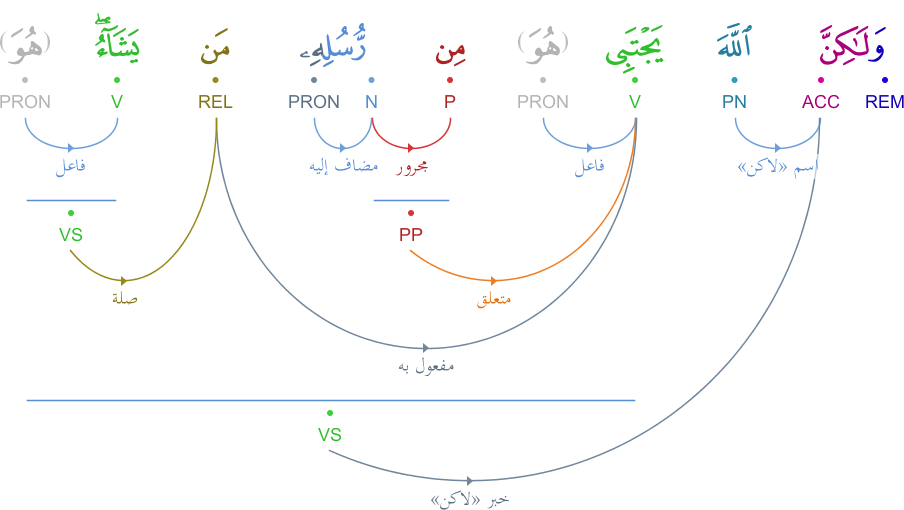 وَلَٰكِنَّ ٱللَّهَ يَجْتَبِى (هُوَ) مِن رُّسُلِهِۦ مَن يَشَآءُۖ (هُوَ)
REM ACC PN V PRON P N PRON REL V PRON
اسم «لاكن» فاعل مجرور مضاف إليه فاعل
PP VS
متعلق صلة
مفعول به
VS
خبر «لاكن»